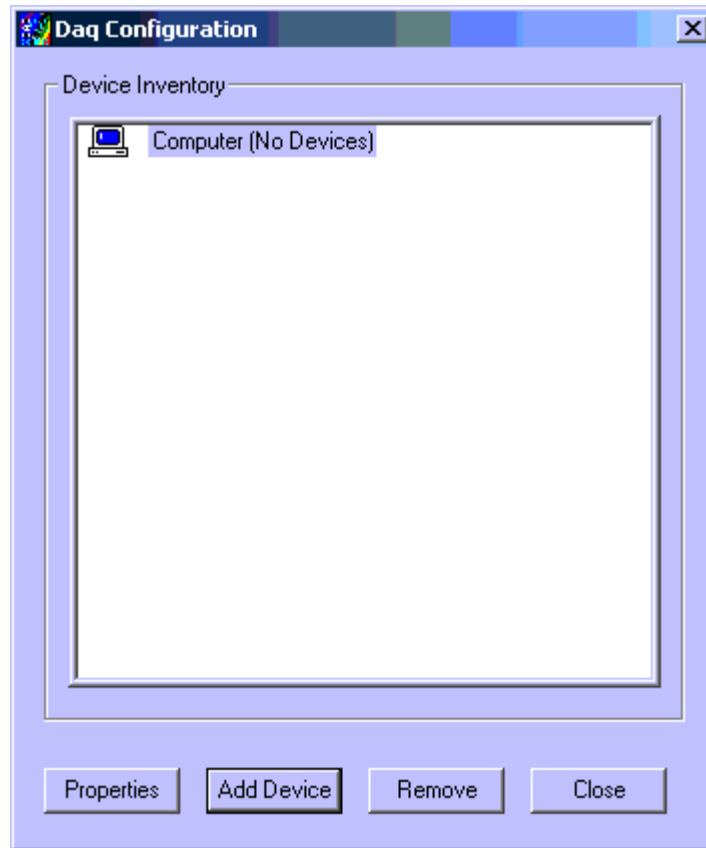 Daq Configuration
Device Inventory
Computer (No Devices)
Properties
Add Device
Remove
Close